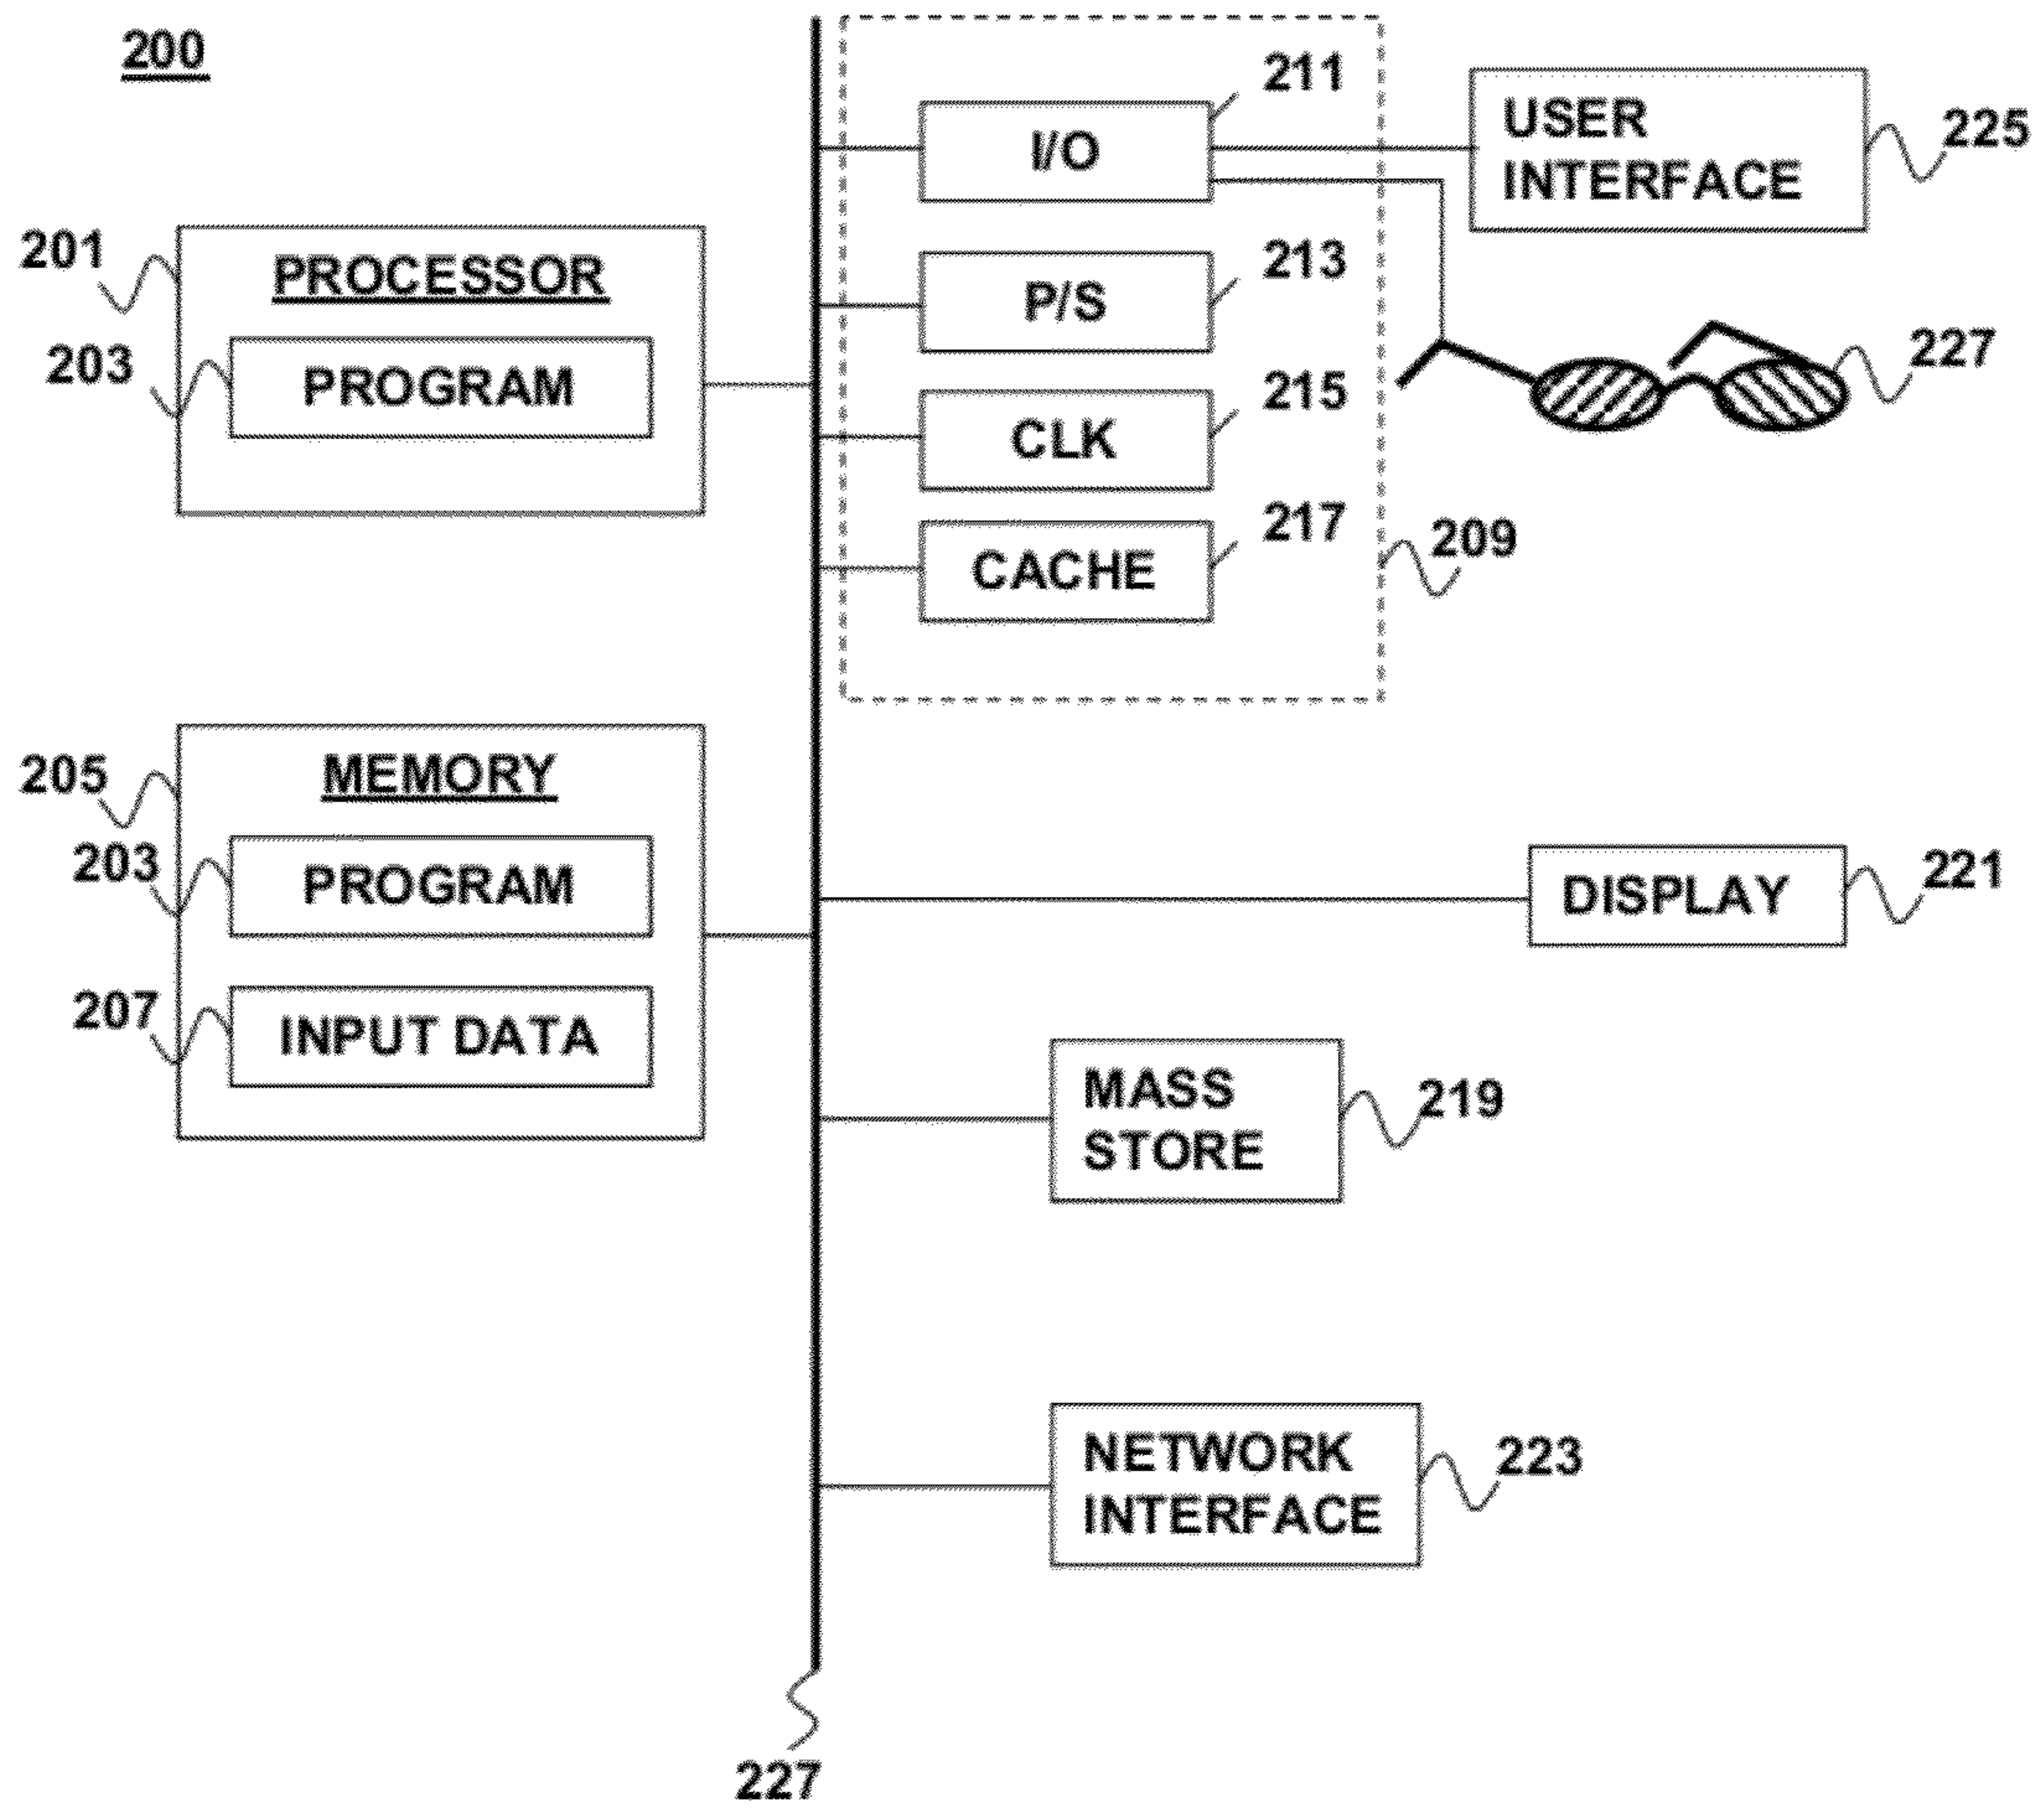 200
211
I/O
USER
INTERFACE
225
201
PROCESSOR
213
P/S
203
PROGRAM
227
215
CLK
217
CACHE
209
205
MEMORY
203
PROGRAM
DISPLAY
221
207
INPUT DATA
MASS
STORE
219
NETWORK
INTERFACE
223
227